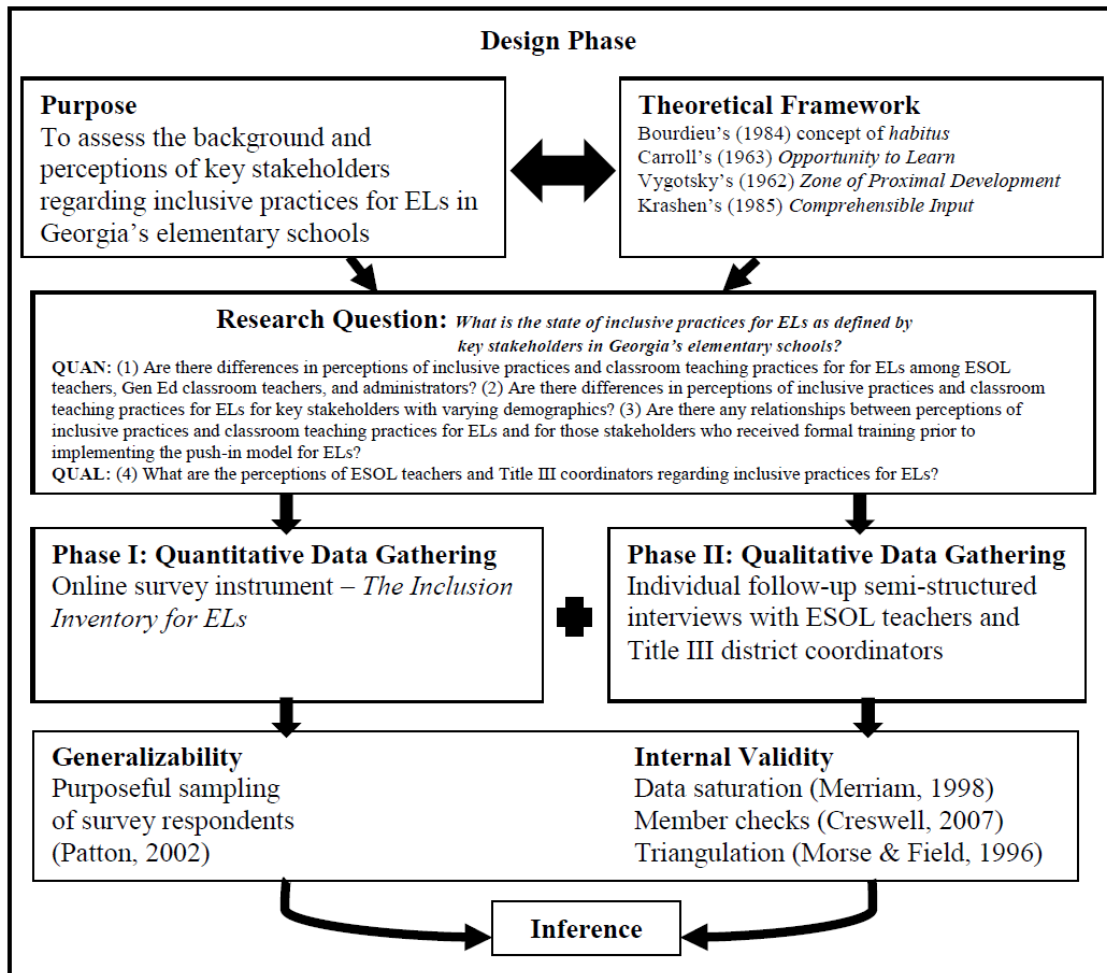 Design Phase
Purpose
To assess the background and
perceptions of key stakeholders
regarding inclusive practices for ELs in
Georgia's elementary schools
Theoretical Framework
Bourdieu's (1984) concept of habitus
Carroll's (1963) Opportunity to Learn
Vygotsky's (1962) Zone of Proximal Development
Krashen's (1985) Comprehensible Input
Research Question: What is the state of inclusive practices for ELs as defined by
key stakeholders in Georgia's elementary schools?
QUAN: (1) Are there differences in perceptions of inclusive practices and classroom teaching practices for for ELs among ESOL
teachers, Gen Ed classroom teachers, and administrators? (2) Are there differences in perceptions of inclusive practices and classroom
teaching practices for ELs for key stakeholders with varying demographics? (3) Are there any relationships between perceptions of
inclusive practices and classroom teaching practices for ELs and for those stakeholders who received formal training prior to
implementing the push-in model for ELs?
QUAL: (4) What are the perceptions of ESOL teachers and Title III coordinators regarding inclusive practices for ELs?
Phase I: Quantitative Data Gathering
Online survey instrument – The Inclusion
Inventory for ELs
Phase II: Qualitative Data Gathering
Individual follow-up semi-structured
interviews with ESOL teachers and
Title III district coordinators
Generalizability
Purposeful sampling
of survey respondents
(Patton, 2002)
Internal Validity
Data saturation (Merriam, 1998)
Member checks (Creswell, 2007)
Triangulation (Morse & Field, 1996)
Inference